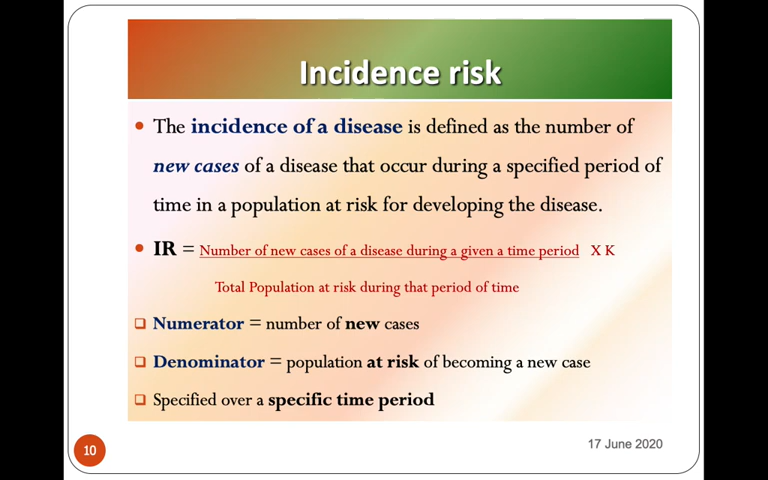 Incidence risk
• The incidence of a disease is defined as the number of
new cases of a disease that occur during a specified period of
time in a population at risk for developing the disease.
• IR = Number of new cases of a disease during a given a time period X K
Total Population at risk during that period of time
❑ Numerator = number of new cases
❑ Denominator = population at risk of becoming a new case
❑ Specified over a specific time period
10
17 June 2020